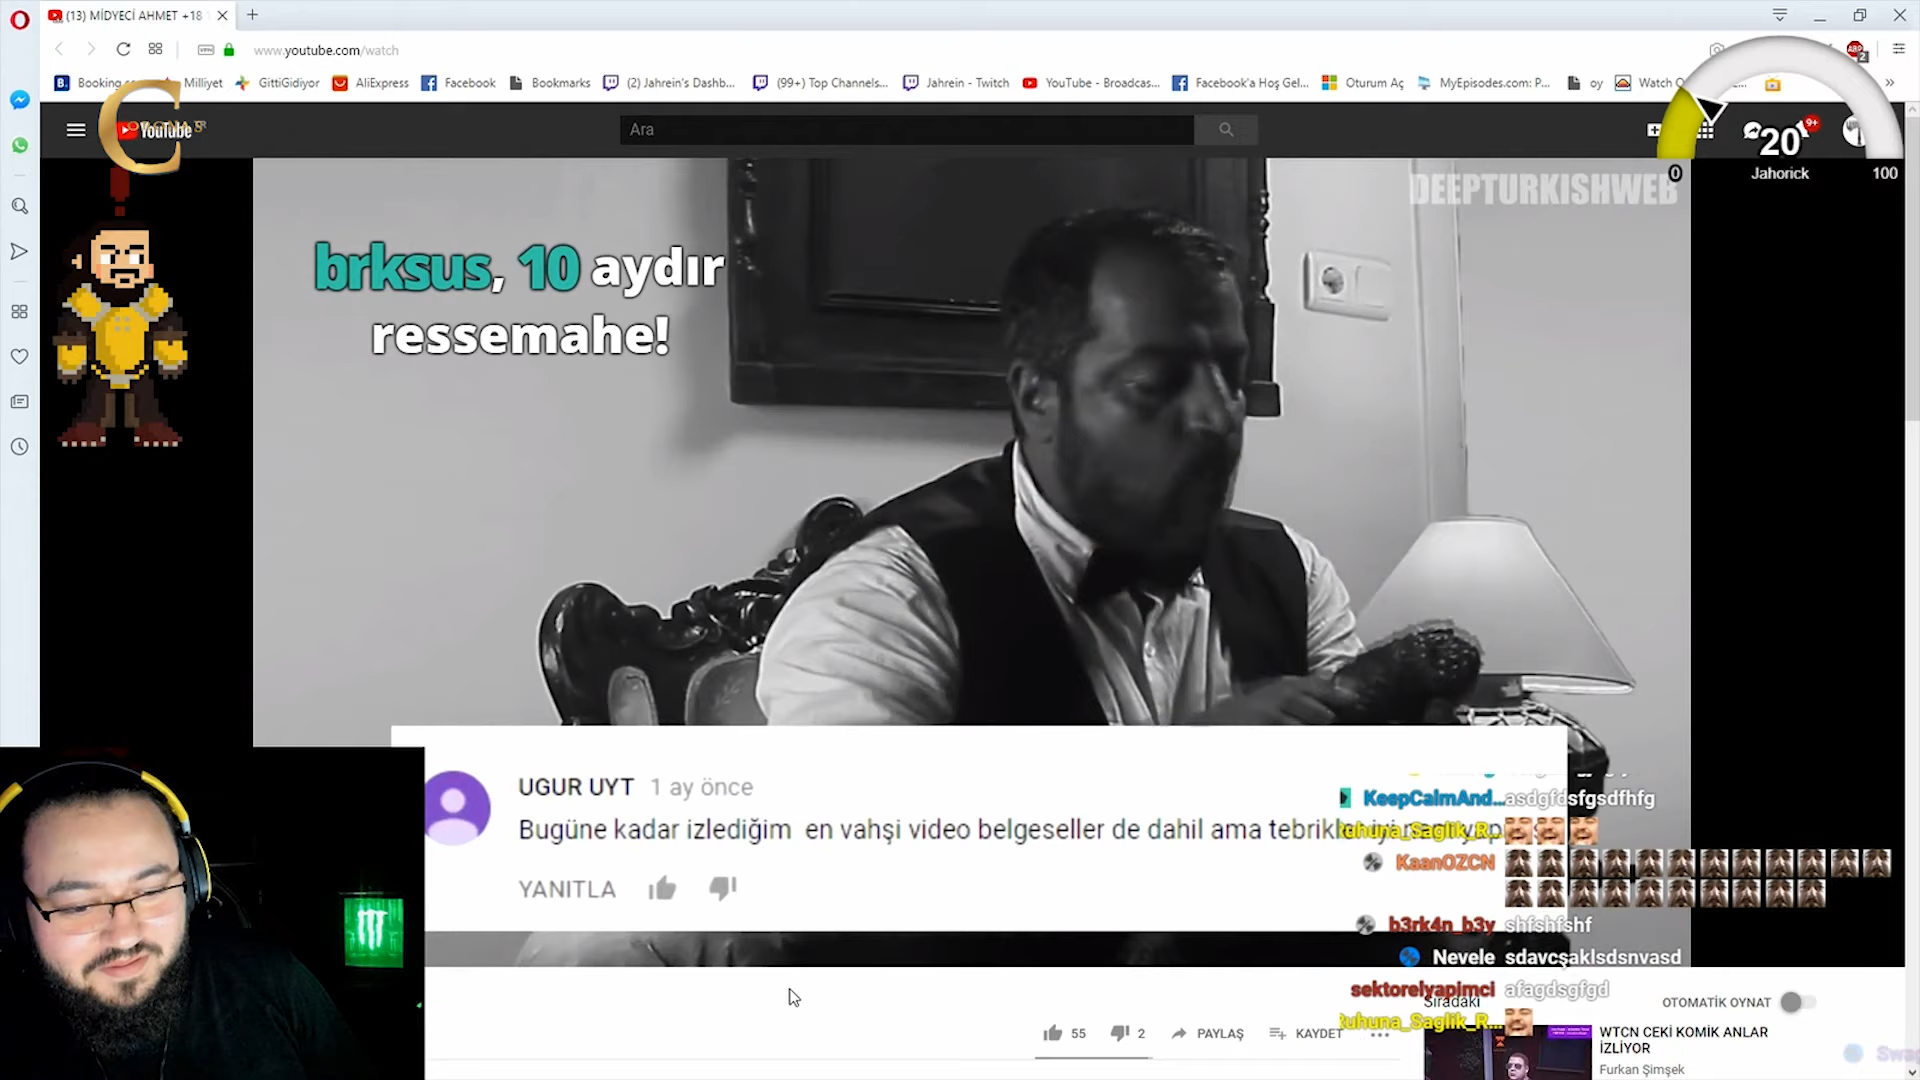 (13) MİDYECİ AHMET +18
www.youtube.com/watch
Milliyet
GittiGidiyor
AliExpress
Facebook
Bookmarks
(2) Jahrein's Dashb...
(99+) Top Channels...
Jahrein - Twitch
YouTube - Broadcas...
Facebook'a Hoş Gel...
Oturum Aç
MyEpisodes.com: P...
oy
YouTube TR
Ara
9+
20
0
Jahorick
100
DEEPTURKISHWEB
brksus, 10 aydır
ressemahe!
UGUR UYT 1 ay önce
Bugüne kadar izlediğim en vahşi video belgeseller de dahil ama
YANITLA
KeepCalmAnd... asdgfdsfgsdfhfg
Ruhuna_Saglik_R...
KaanOZCN
b3rk4n_b3y shfshfshf
Nevele sdavcşaklsdsnvasd
sektorelyapimci afagdsgfgd
Ruhuna_Saglik_R...
Sıradaki
OTOMATİK OYNAT
55
2
PAYLAŞ
KAYDET
WTCN CEKİ KOMİK ANLAR
İZLİYOR
Furkan Şimşek